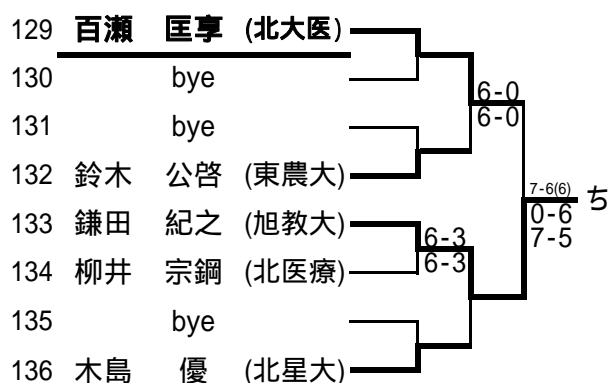 129 百瀬 匡享 (北大医)
130 bye
6-0
6-0
131 bye
132 鈴木 公啓 (東農大)
7-6(6)
0-6
7-5
ち
133 鎌田 紀之 (旭教大)
6-3
6-3
134 柳井 宗鋼 (北医療)
135 bye
136 木島 優 (北星大)